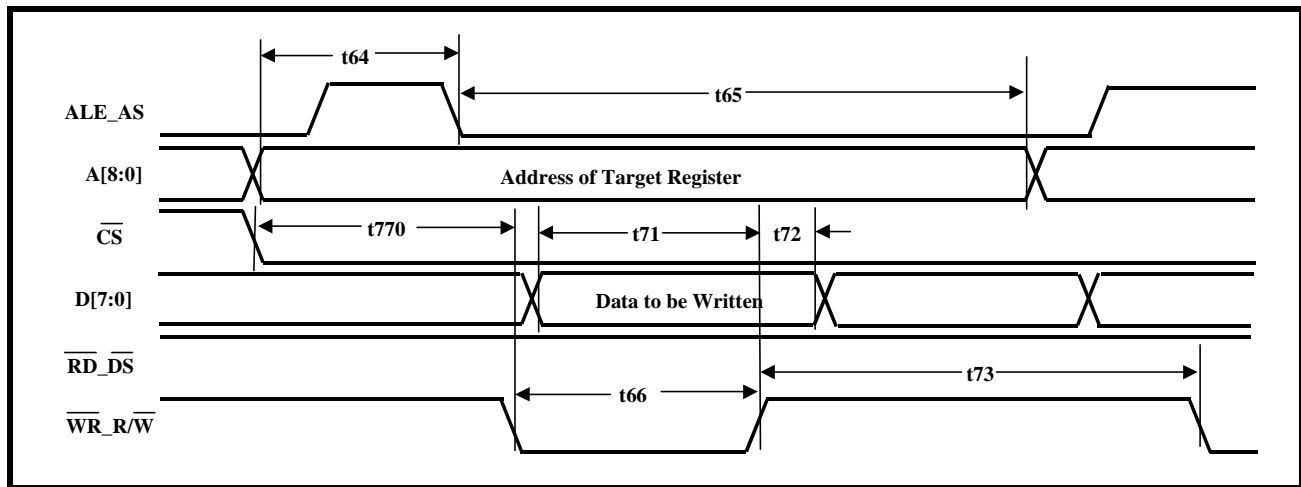 t64
ALE_AS
t65
A[8:0]
Address of Target Register
CS
t770
t71
t72
D[7:0]
Data to be Written
RD_DS
t73
t66
WR_R/W